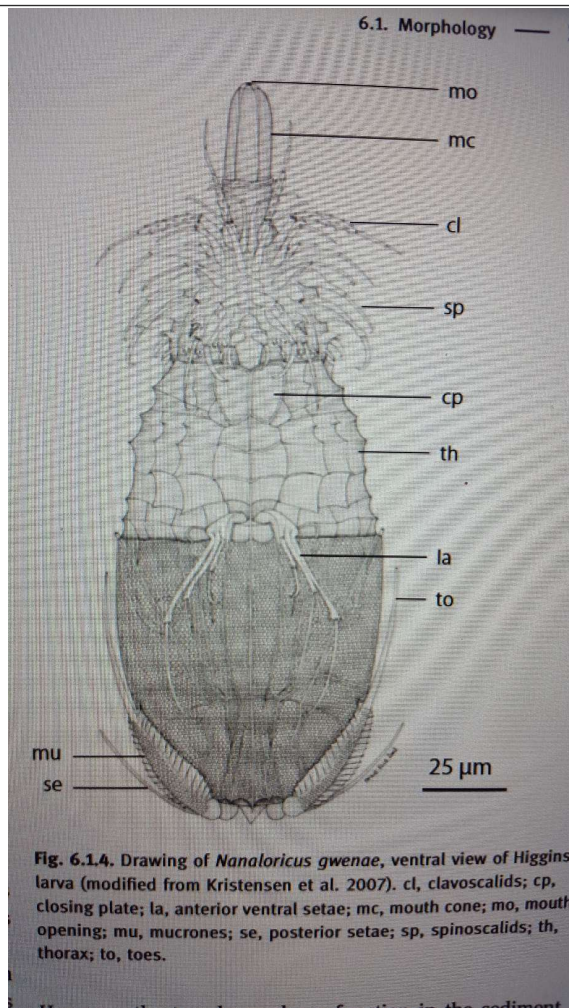 6.1. Morphology
mo
mc
cl
sp
cp
th
la
to
mu
se
25 µm
Fig. 6.1.4. Drawing of Nanaloricus gwenae, ventral view of Higgins
larva (modified from Kristensen et al. 2007). cl, clavoscalids; cp,
closing plate; la, anterior ventral setae; mc, mouth cone; mo, mouth
opening; mu, mucrones; se, posterior setae; sp, spinoscalids; th,
thorax; to, toes.